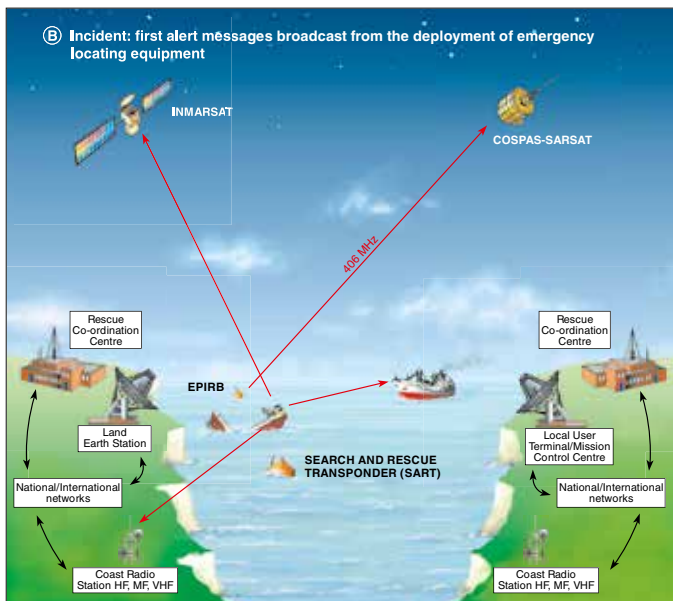 B Incident: first alert messages broadcast from the deployment of emergency
locating equipment
INMARSAT
COSPAS-SARSAT
406 MHz
Rescue
Co-ordination
Centre
Rescue
Co-ordination
Centre
EPIRB
Land
Earth Station
Local User
Terminal/Mission
Control Centre
SEARCH AND RESCUE
TRANSPONDER (SART)
National/International
networks
National/International
networks
Coast Radio
Station HF, MF, VHF
Coast Radio
Station HF, MF, VHF